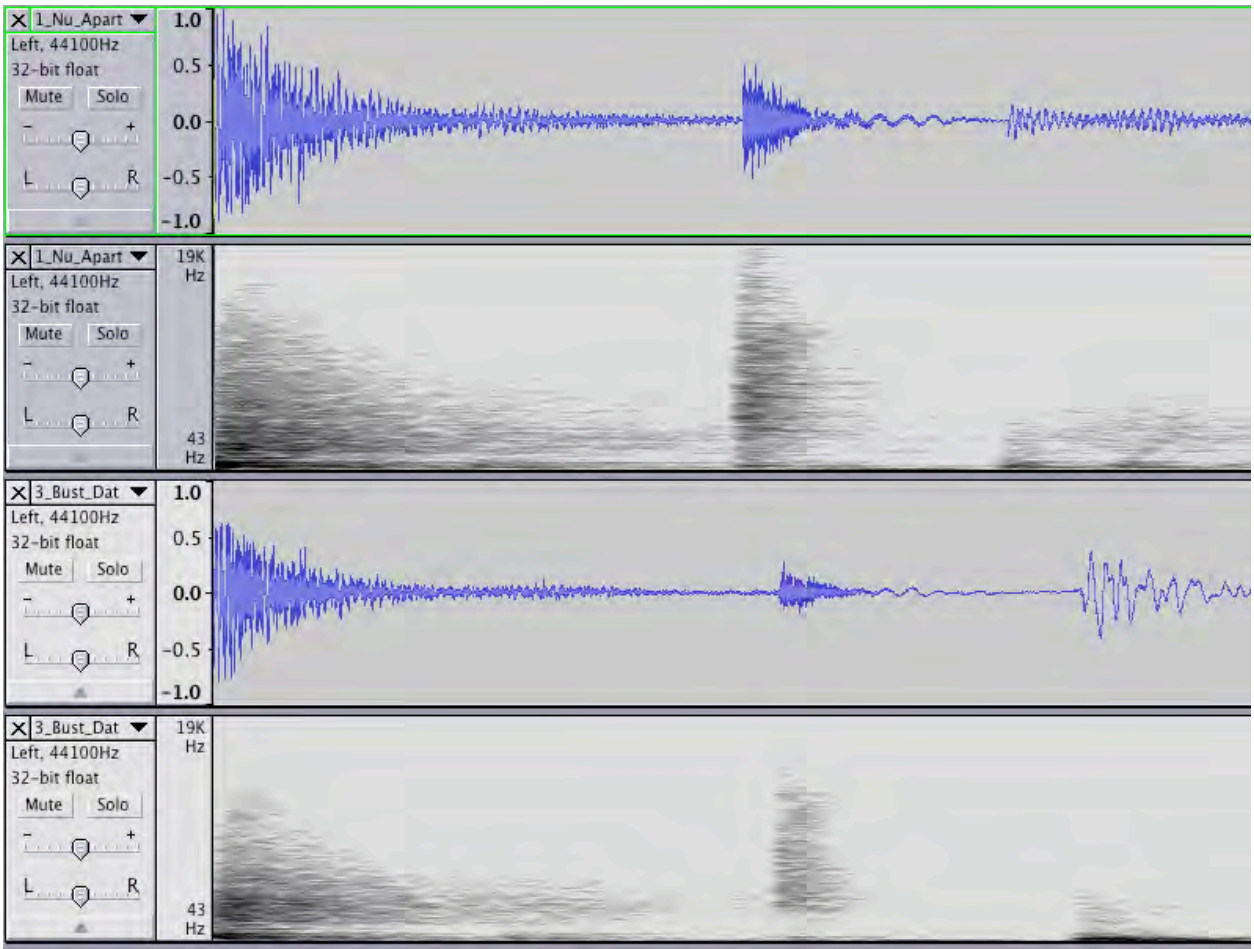 1_Nu_Apart 1.0
Left, 44100Hz
32-bit float 0.5
Mute Solo
- + 0.0
L R -0.5
-1.0
1_Nu_Apart 19K
Left, 44100Hz Hz
32-bit float
Mute Solo
- +
L R
43
Hz
3_Bust_Dat 1.0
Left, 44100Hz
32-bit float 0.5
Mute Solo
- + 0.0
L R -0.5
-1.0
3_Bust_Dat 19K
Left, 44100Hz Hz
32-bit float
Mute Solo
- +
L R
43
Hz